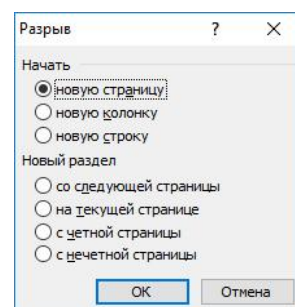 Разрыв ? ×
Начать
новую страницу
новую колонку
новую строку
Новый раздел
со следующей страницы
на текущей странице
с четной страницы
с нечетной страницы
ОК Отмена